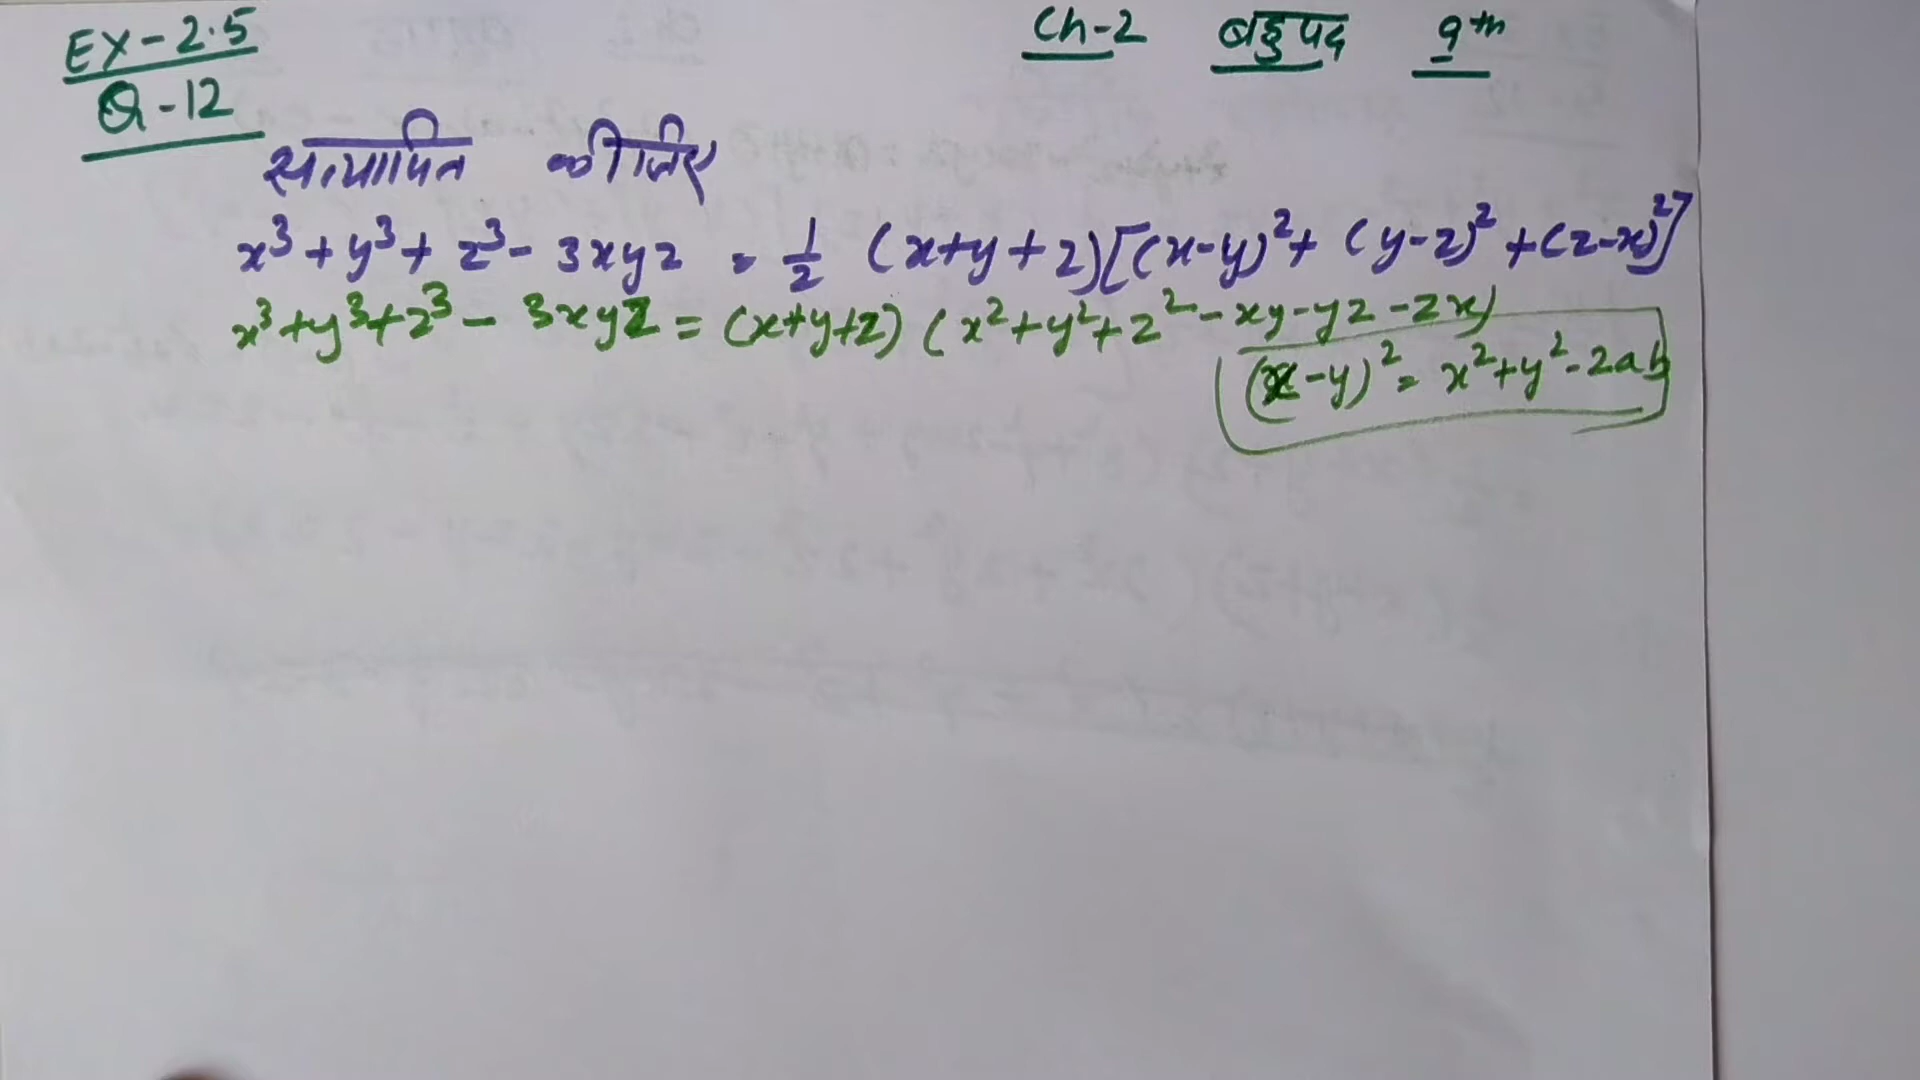 EX-2.5
Q-12
Ch-2 बहुपद 9th
सत्यापित कीजिए
x³+y³+z³-3xyz = 1/2 (x+y+z)[(x-y)²+(y-z)²+(z-x)²]
x³+y³+z³-3xyz=(x+y+z)(x²+y²+z²-xy-yz-zx)
(x-y)²=x²+y²-2ab